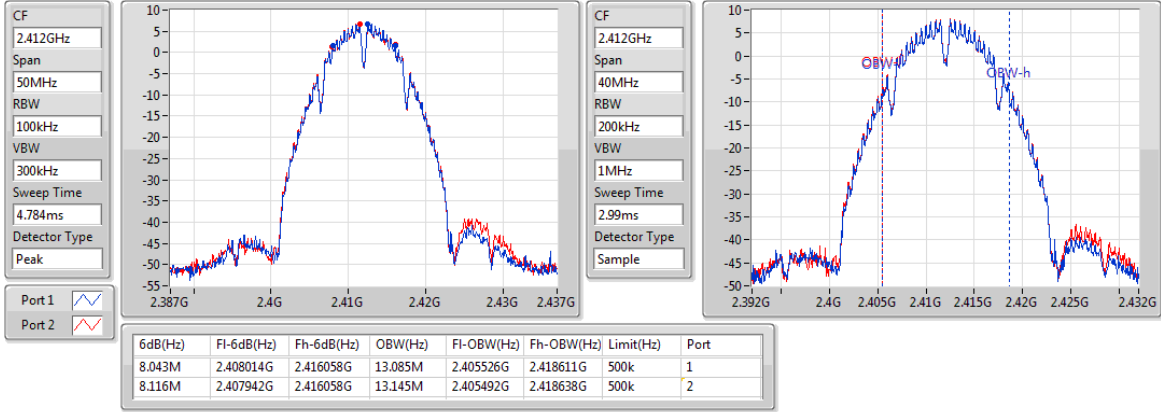 CF
2.412GHz
Span
50MHz
RBW
100kHz
VBW
300kHz
Sweep Time
4.784ms
Detector Type
Peak
Port 1
Port 2
10
5
0
-5
-10
-15
-20
-25
-30
-35
-40
-45
-50
-55
2.387G 2.4G 2.41G 2.42G 2.43G 2.437G
CF
2.412GHz
Span
40MHz
RBW
200kHz
VBW
1MHz
Sweep Time
2.99ms
Detector Type
Sample
10
5
0
-5
-10
-15
-20
-25
-30
-35
-40
-45
-50
OBW-h
2.392G 2.4G 2.405G 2.41G 2.415G 2.42G 2.425G 2.432G
6dB(Hz) Fl-6dB(Hz) Fh-6dB(Hz) OBW(Hz) Fl-OBW(Hz) Fh-OBW(Hz) Limit(Hz) Port
8.043M 2.408014G 2.416058G 13.085M 2.405526G 2.418611G 500k 1
8.116M 2.407942G 2.416058G 13.145M 2.405492G 2.418638G 500k 2